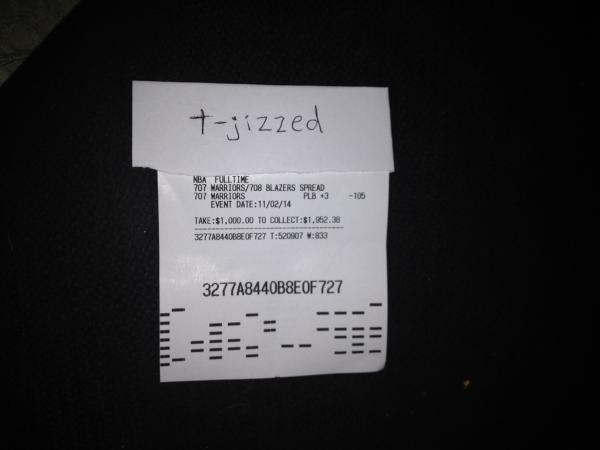 t-jizzed
NBA FULLTIME
707 WARRIORS/708 BLAZERS SPREAD
707 WARRIORS PLB +3 -105
EVENT DATE:11/02/14
TAKE:$1,000.00 TO COLLECT:$1,952.38
3277A8440B8E0F727 T:520907 W:833
3277A8440B8E0F727